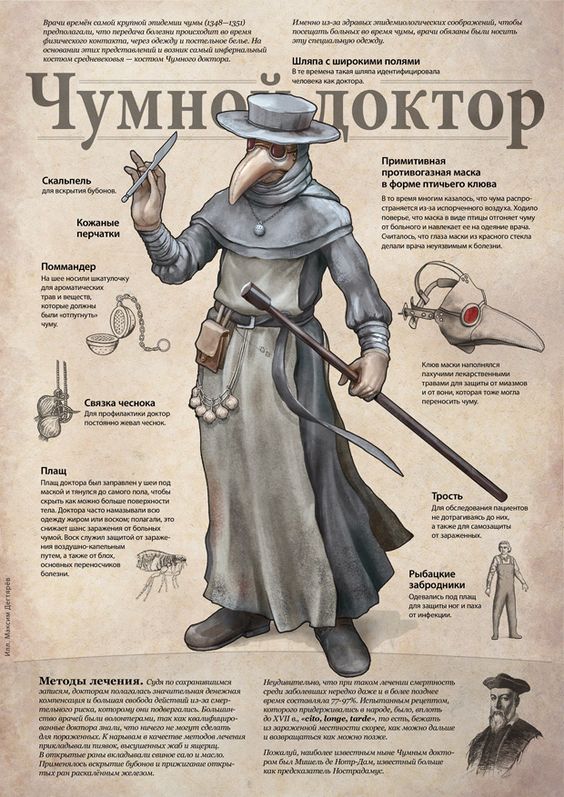 Врачи времён самой крупной эпидемии чумы (1348—1351)
предполагали, что передача болезни происходит во время
физического контакта, через одежду и постельное белье. На
основании этих представлений и возник самый инфернальный
костюм средневековья — костюм Чумного доктора.
Именно из-за здравых эпидемиологических соображений, чтобы
посещать больных во время чумы, врачи обязаны были носить
эту специальную одежду.
Шляпа с широкими полями
В те времена такая шляпа идентифицировала
человека как доктора.
Чумной доктор
Скальпель
для вскрытия бубонов.
Кожаные
перчатки
Поммандер
На шее носили шкатулочку
для ароматических
трав и веществ,
которые должны
были «отпугнуть»
чуму.
Связка чеснока
Для профилактики доктор
постоянно жевал чеснок.
Плащ
Плащ доктора был заправлен у шеи под
маской и тянулся до самого пола, чтобы
скрыть как можно больше поверхности
тела. Доктора часто намазывали всю
одежду жиром или воском; полагали, это
снижает шанс заражения от больных
чумой. Воск служил защитой от зараже-
ния воздушно-капельным
путем, а также от блох,
основных переносчиков
болезни.
Примитивная
противогазная маска
в форме птичьего клюва
В то время многим казалось, что чума распро-
страняется из-за испорченного воздуха. Ходило
поверье, что маска в виде птицы отгоняет чуму
от больного и навлекает ее на одеяние врача.
Считалось, что глаза маски из красного стекла
делали врача неуязвимым к болезни.
Клюв маски наполнялся
пахучими лекарственными
травами для защиты от миазмов
и от вони, которая тоже могла
переносить чуму.
Трость
Для обследования пациентов
не дотрагиваясь до них,
а также для самозащиты
от зараженных.
Рыбацкие
забродники
Одевались под плащ
для защиты ног и паха
от инфекции.
Илл. Максим Дегтярёв
Методы лечения. Судя по сохранившимся
записям, докторам полагалась значительная денежная
компенсация и большая свобода действий из-за смер-
тельного риска, которому они подвергались. Большин-
ство врачей были волонтерами, так как квалифициро-
ванные доктора знали, что ничего не могут сделать
для пораженных. К нарывам в качестве методов лечения
прикладывали пиявок, высушенных жаб и ящериц.
В открытые раны вкладывали свиное сало и масло.
Применялось вскрытие бубонов и прижигание откры-
тых ран раскалённым железом.
Неудивительно, что при таком лечении смертность
среди заболевших нередко даже и в более позднее
время составляла 77-97%. Испытанным рецептом,
которого придерживались в народе, было, вплоть
до XVII в., «cito, longe, tarde», то есть, бежать
из зараженной местности скорее, как можно дальше
и возвращаться как можно позже.
Пожалуй, наиболее известным ныне Чумным докто-
ром был Мишель де Нотр-Дам, известный больше
как предсказатель Нострадамус.